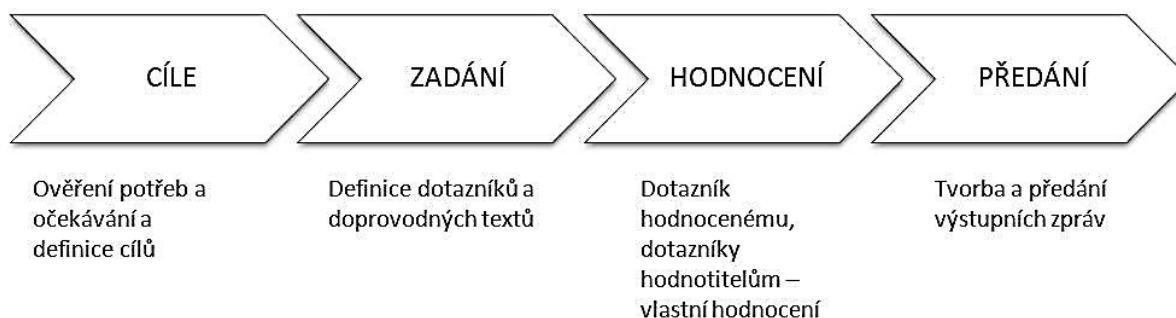 CÍLE
ZADÁNÍ
HODNOCENÍ
PŘEDÁNÍ
Ověření potřeb a
očekávání a
definice cílů
Definice dotazníků a
doprovodných textů
Dotazník
hodnocenému,
dotazníky
hodnotitelům –
vlastní hodnocení
Tvorba a předání
výstupních zpráv